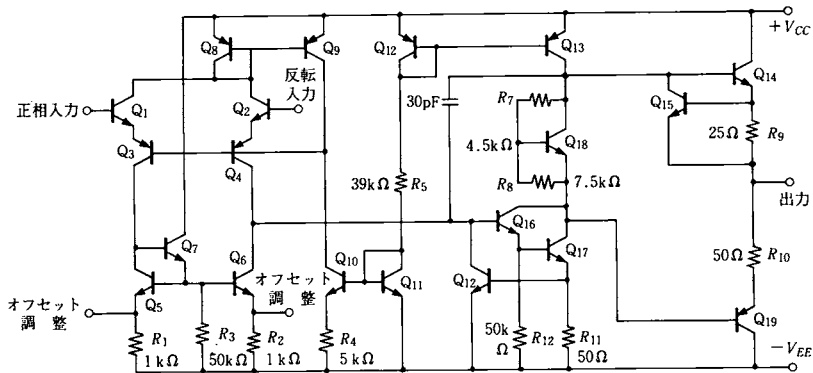 +VCC
Q8
Q9
Q12
Q13
Q14
反転
入力
正相入力
Q1
Q2
Q15
30pF
R7
25Ω R9
Q3
Q4
4.5kΩ
Q18
39kΩ R5
R8 7.5kΩ
出力
Q7
Q16
Q17
50Ω R10
Q6
Q10
オフセット
調 整
Q5
Q11
Q12
Q19
オフセット
調 整
R1
1kΩ
R3
50kΩ
R2
1kΩ
R4
5kΩ
50k
Ω
R12
R11
50Ω
−VEE